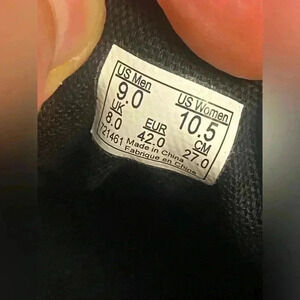 US Men US Women
9.0 10.5
UK EUR CM
8.0 42.0 27.0
721461 Made in China
Fabriqué en Chine